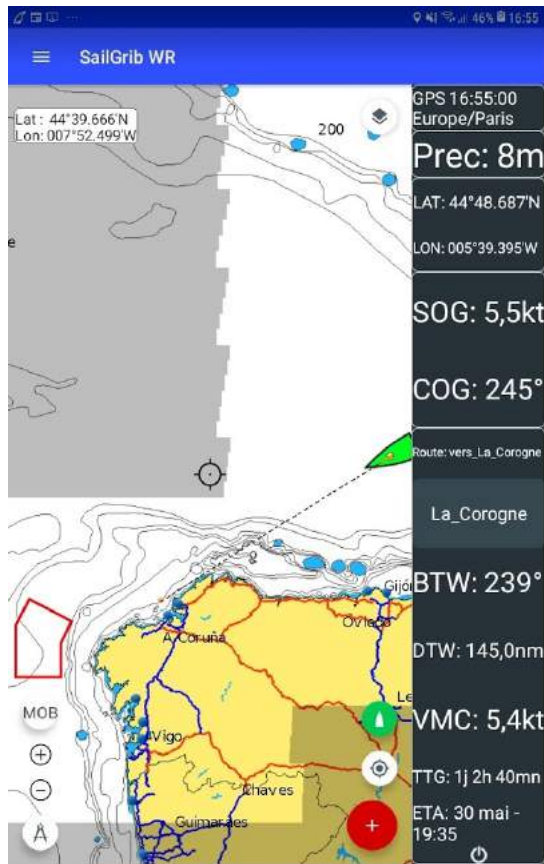 46% 16:55
SailGrib WR
Lat : 44°39.666'N
Lon: 007°52.499'W
200
e
A Coruña
Oviedo
Gijó
Le
Vigo
Chaves
Guimarães
MOB
+
−
+
GPS 16:55:00
Europe/Paris
Prec: 8m
LAT: 44°48.687'N
LON: 005°39.395'W
SOG: 5,5kt
COG: 245°
Route: vers_La_Corogne
La_Corogne
BTW: 239°
DTW: 145,0nm
VMC: 5,4kt
TTG: 1j 2h 40mn
ETA: 30 mai -
19:35